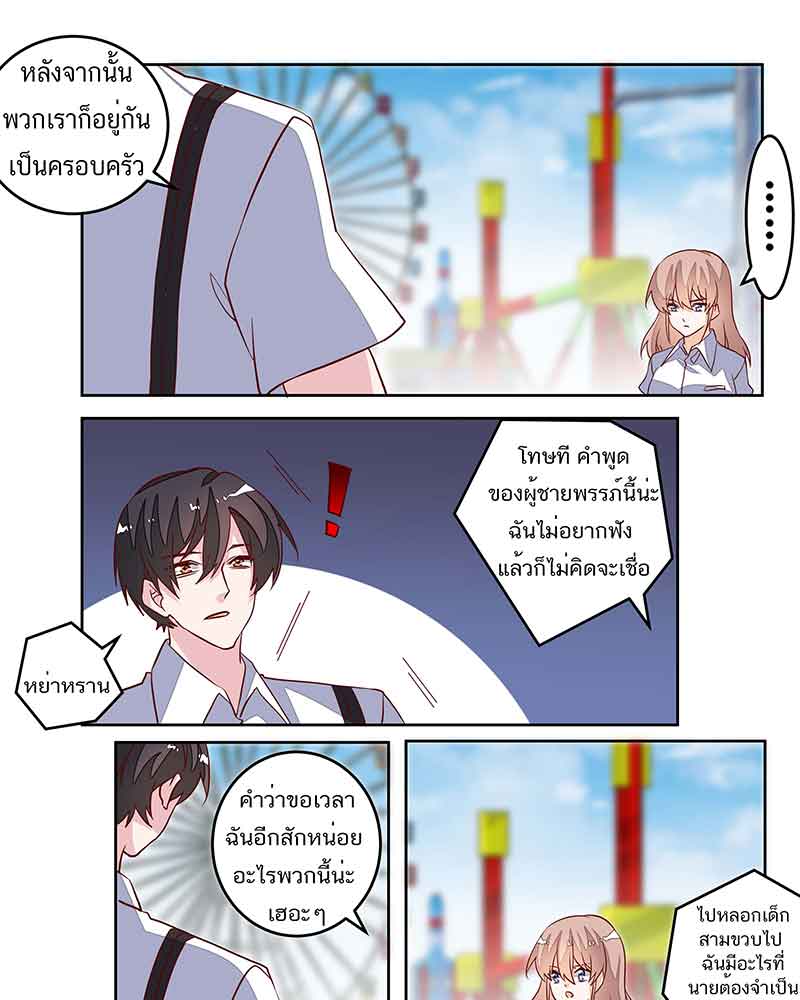 หลังจากนั้น
พวกเราก็อยู่กัน
เป็นครอบครัว
......
!
โทษที คำพูด
ของผู้ชายพรรภ์นี้น่ะ
ฉันไม่อยากฟัง
แล้วก็ไม่คิดจะเชื่อ
หย่าหราน
คำว่าขอเวลา
ฉันอีกสักหน่อย
อะไรพวกนี้น่ะ
เฮอะๆ
ไปหลอกเด็ก
สามขวบไป
ฉันมีอะไรที่
นายต้องจำเป็น